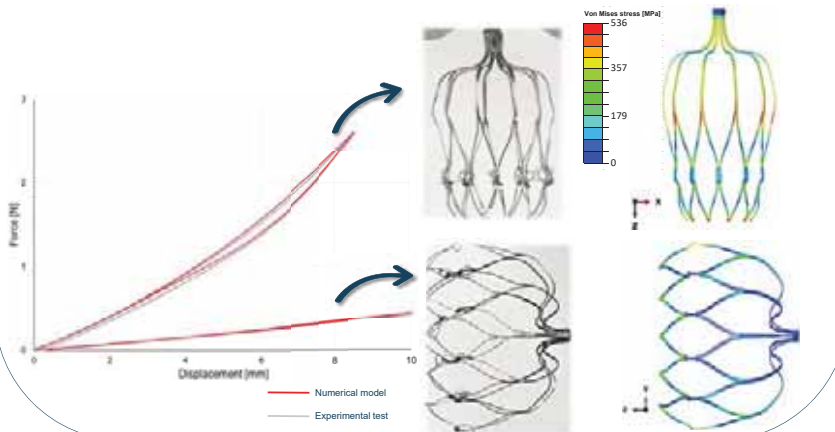 Von Mises stress [MPa]
536
357
179
0
X
Z
3
2
1
0
Force [N]
0 2 4 6 8 10
Displacement [mm]
Numerical model
Experimental test
Y
Z